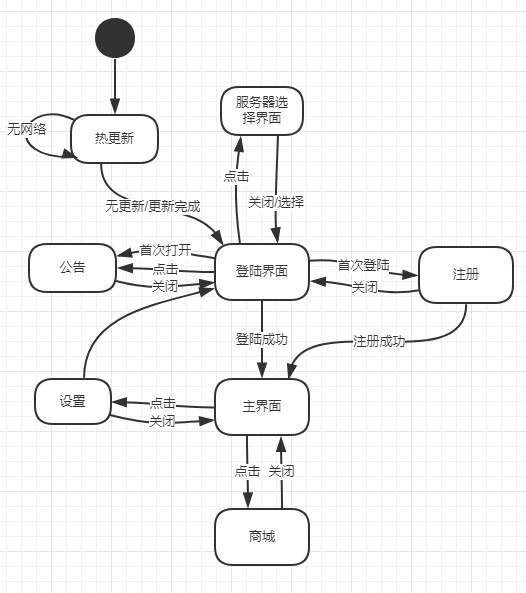 服务器选
择界面
无网络
热更新
点击
关闭/选择
无更新/更新完成
首次打开
公告
点击
关闭
登陆界面
首次登陆
关闭
注册
登陆成功
注册成功
设置
点击
关闭
主界面
点击
关闭
商城